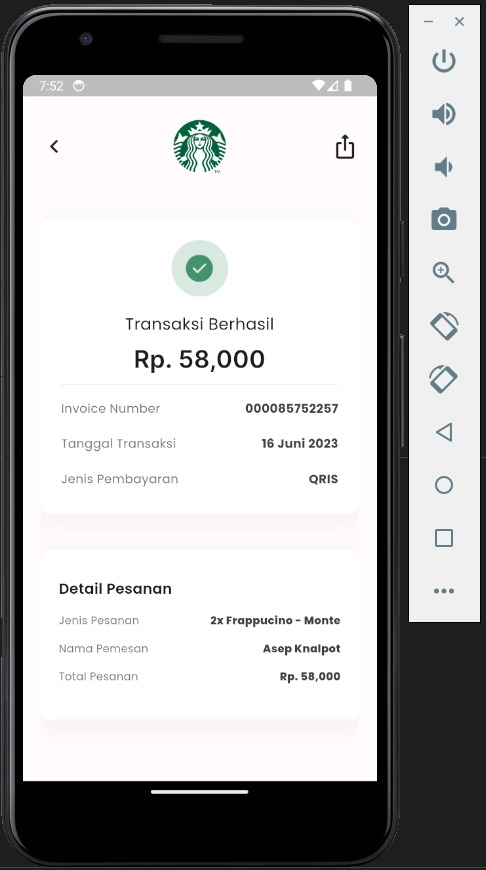 7:52
TM
Transaksi Berhasil
Rp. 58,000
Invoice Number 000085752257
Tanggal Transaksi 16 Juni 2023
Jenis Pembayaran QRIS
Detail Pesanan
Jenis Pesanan 2x Frappucino - Monte
Nama Pemesan Asep Knalpot
Total Pesanan Rp. 58,000